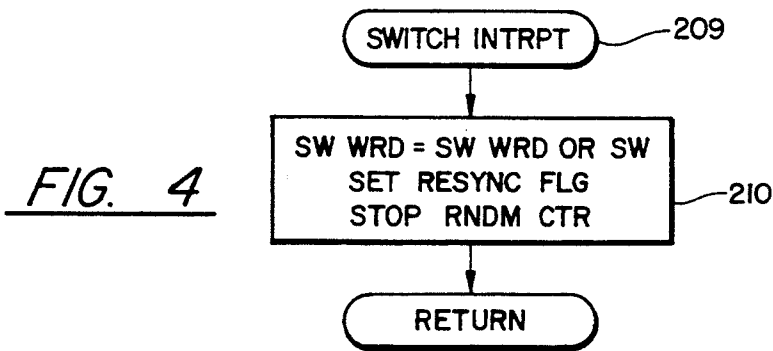 SWITCH INTRPT
209
SW WRD = SW WRD OR SW
SET RESYNC FLG
STOP RNDM CTR
210
RETURN
FIG. 4